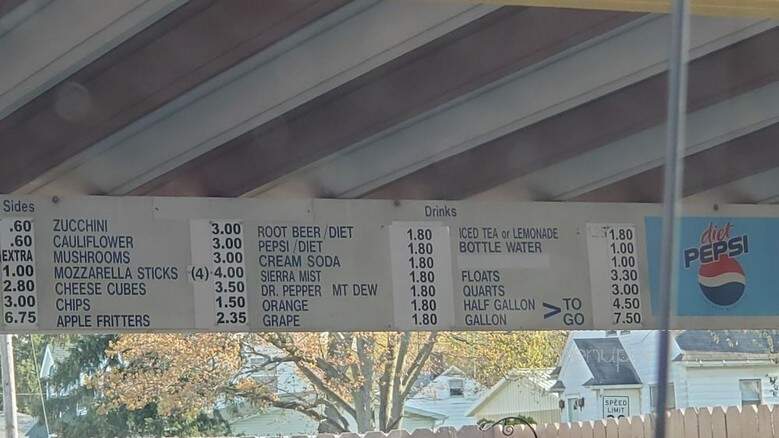 Sides
Drinks
.60 ZUCCHINI 3.00 ROOT BEER/DIET 1.80 ICED TEA or LEMONADE 1.80
.60 CAULIFLOWER 3.00 PEPSI/DIET 1.80 BOTTLE WATER 1.00
EXTRA MUSHROOMS 3.00 CREAM SODA 1.80 1.00
1.00 MOZZARELLA STICKS (4) 4.00 SIERRA MIST 1.80 FLOATS 3.30
2.80 CHEESE CUBES 3.50 DR. PEPPER MT DEW 1.80 QUARTS 3.00
3.00 CHIPS 1.50 ORANGE 1.80 HALF GALLON > TO 4.50
6.75 APPLE FRITTERS 2.35 GRAPE 1.80 GALLON GO 7.50
diet
PEPSI
SPEED
LIMIT